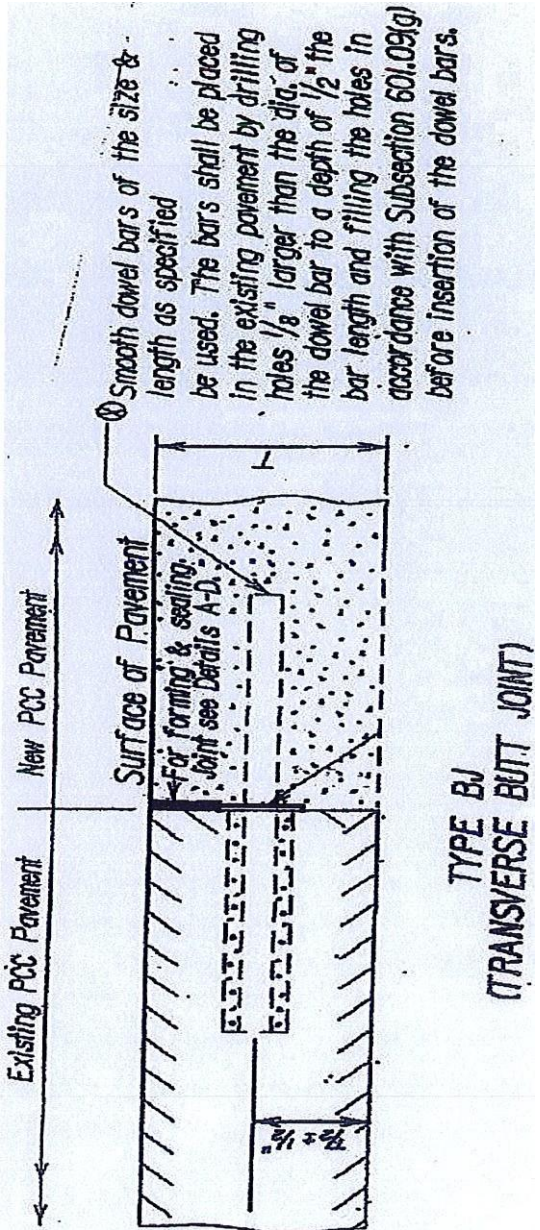 Existing PCC Pavement
New PCC Pavement
Surface of Pavement
For forming & sealing
Joint see Details A-D.
T
T/2 ± 1/2"
① Smooth dowel bars of the size &
length as specified
be used. The bars shall be placed
in the existing pavement by drilling
holes 1/8" larger than the dia. of
the dowel bar to a depth of 1/2 the
bar length and filling the holes in
accordance with Subsection 601.09(g)
before insertion of the dowel bars.
TYPE BJ
(TRANSVERSE BUTT JOINT)